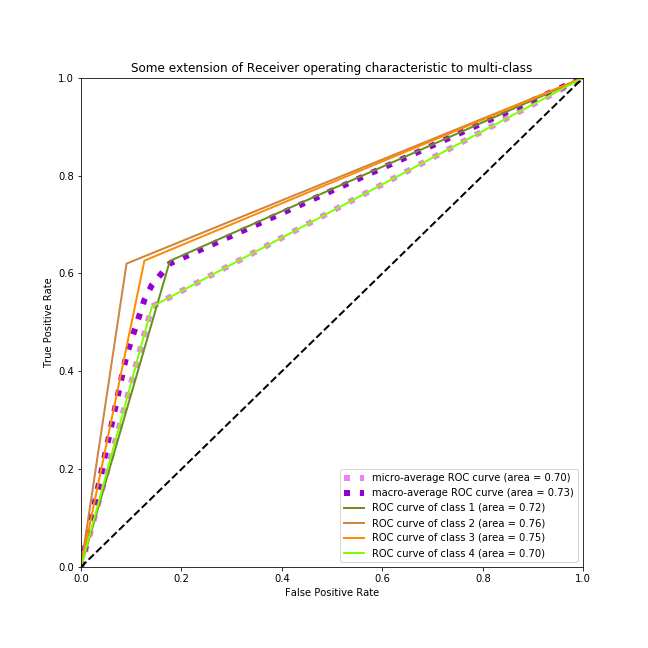 Some extension of Receiver operating characteristic to multi-class
1.0
0.8
0.6
0.4
0.2
0.0
True Positive Rate
micro-average ROC curve (area = 0.70)
macro-average ROC curve (area = 0.73)
ROC curve of class 1 (area = 0.72)
ROC curve of class 2 (area = 0.76)
ROC curve of class 3 (area = 0.75)
ROC curve of class 4 (area = 0.70)
0.0 0.2 0.4 0.6 0.8 1.0
False Positive Rate